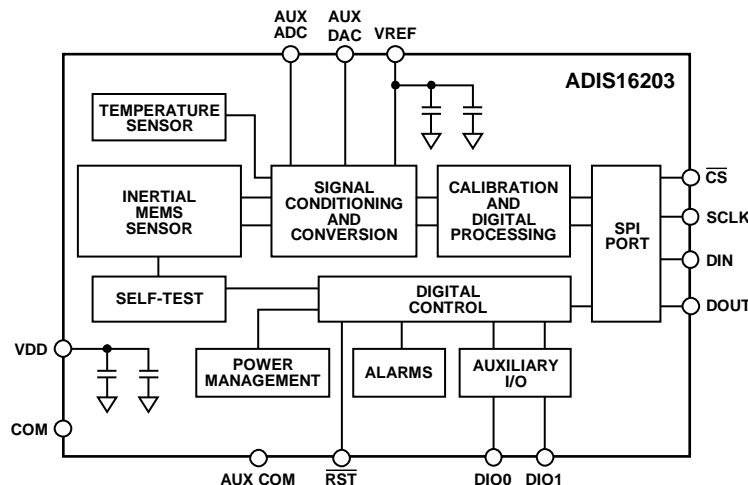 AUX
ADC
AUX
DAC
VREF
ADIS16203
TEMPERATURE
SENSOR
INERTIAL
MEMS
SENSOR
SIGNAL
CONDITIONING
AND
CONVERSION
CALIBRATION
AND
DIGITAL
PROCESSING
SPI
PORT
CS
SCLK
DIN
DOUT
SELF-TEST
DIGITAL
CONTROL
VDD
POWER
MANAGEMENT
ALARMS
AUXILIARY
I/O
COM
AUX COM
RST
DIO0
DIO1